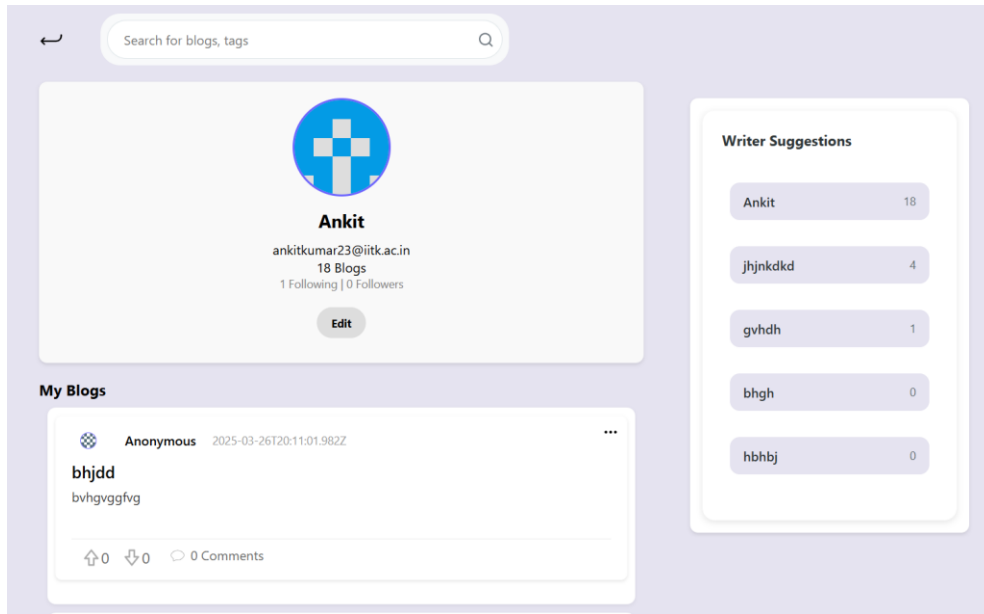 Search for blogs, tags
Ankit
ankitkumar23@iitk.ac.in
18 Blogs
1 Following | 0 Followers
Edit
My Blogs
Anonymous 2025-03-26T20:11:01.982Z
bhjdd
bvhgvggfvg
0 0 0 Comments
Writer Suggestions
Ankit 18
jhjnkdkd 4
gvhdh 1
bhgh 0
hbhbj 0